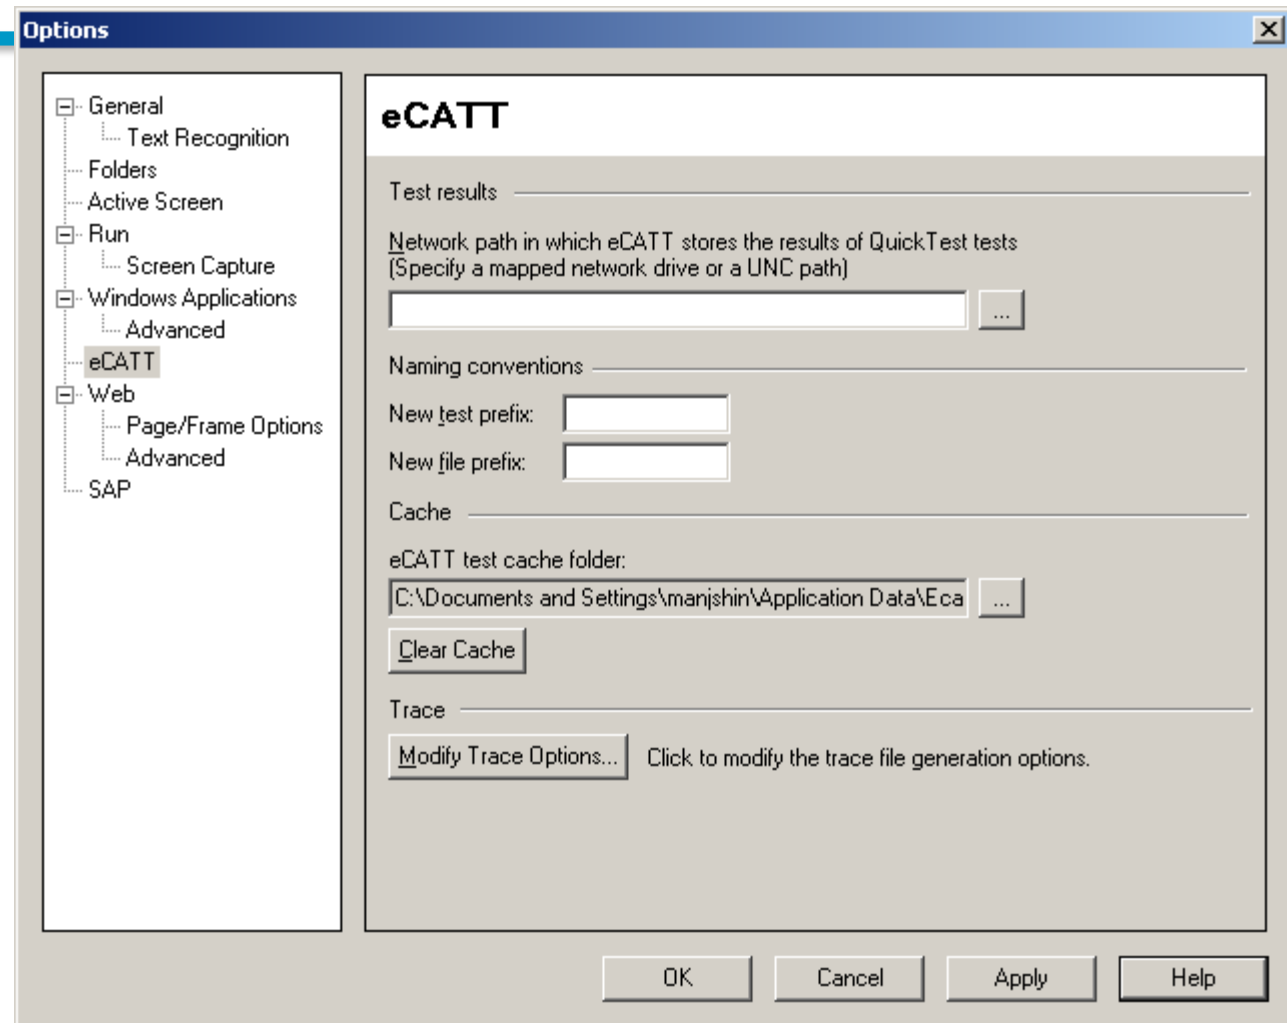 Options
General
Text Recognition
Folders
Active Screen
Run
Screen Capture
Windows Applications
Advanced
eCATT
Web
Page/Frame Options
Advanced
SAP
eCATT
Test results
Network path in which eCATT stores the results of QuickTest tests
(Specify a mapped network drive or a UNC path)
...
Naming conventions
New test prefix:
New file prefix:
Cache
eCATT test cache folder:
C:\Documents and Settings\manjshin\Application Data\Eca
...
Clear Cache
Trace
Modify Trace Options...
Click to modify the trace file generation options.
OK
Cancel
Apply
Help